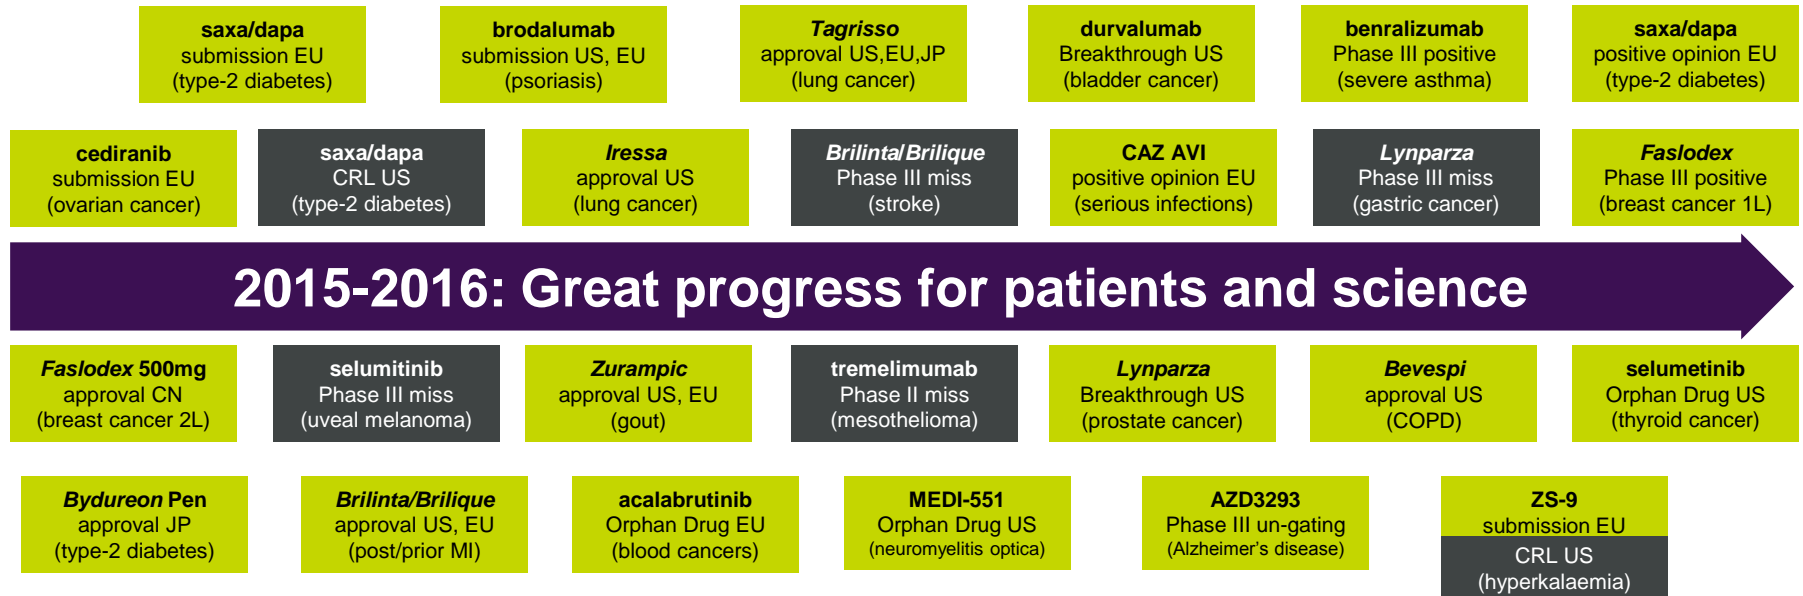 saxa/dapa
submission EU
(type-2 diabetes)
brodalumab
submission US, EU
(psoriasis)
Tagrisso
approval US,EU,JP
(lung cancer)
durvalumab
Breakthrough US
(bladder cancer)
benralizumab
Phase III positive
(severe asthma)
saxa/dapa
positive opinion EU
(type-2 diabetes)
cediranib
submission EU
(ovarian cancer)
saxa/dapa
CRL US
(type-2 diabetes)
Iressa
approval US
(lung cancer)
Brilinta/Brilique
Phase III miss
(stroke)
CAZ AVI
positive opinion EU
(serious infections)
Lynparza
Phase III miss
(gastric cancer)
Faslodex
Phase III positive
(breast cancer 1L)
2015-2016: Great progress for patients and science
Faslodex 500mg
approval CN
(breast cancer 2L)
selumitinib
Phase III miss
(uveal melanoma)
Zurampic
approval US, EU
(gout)
tremelimumab
Phase II miss
(mesothelioma)
Lynparza
Breakthrough US
(prostate cancer)
Bevespi
approval US
(COPD)
selumetinib
Orphan Drug US
(thyroid cancer)
Bydureon Pen
approval JP
(type-2 diabetes)
Brilinta/Brilique
approval US, EU
(post/prior MI)
acalabrutinib
Orphan Drug EU
(blood cancers)
MEDI-551
Orphan Drug US
(neuromyelitis optica)
AZD3293
Phase III un-gating
(Alzheimer's disease)
ZS-9
submission EU
CRL US
(hyperkalaemia)